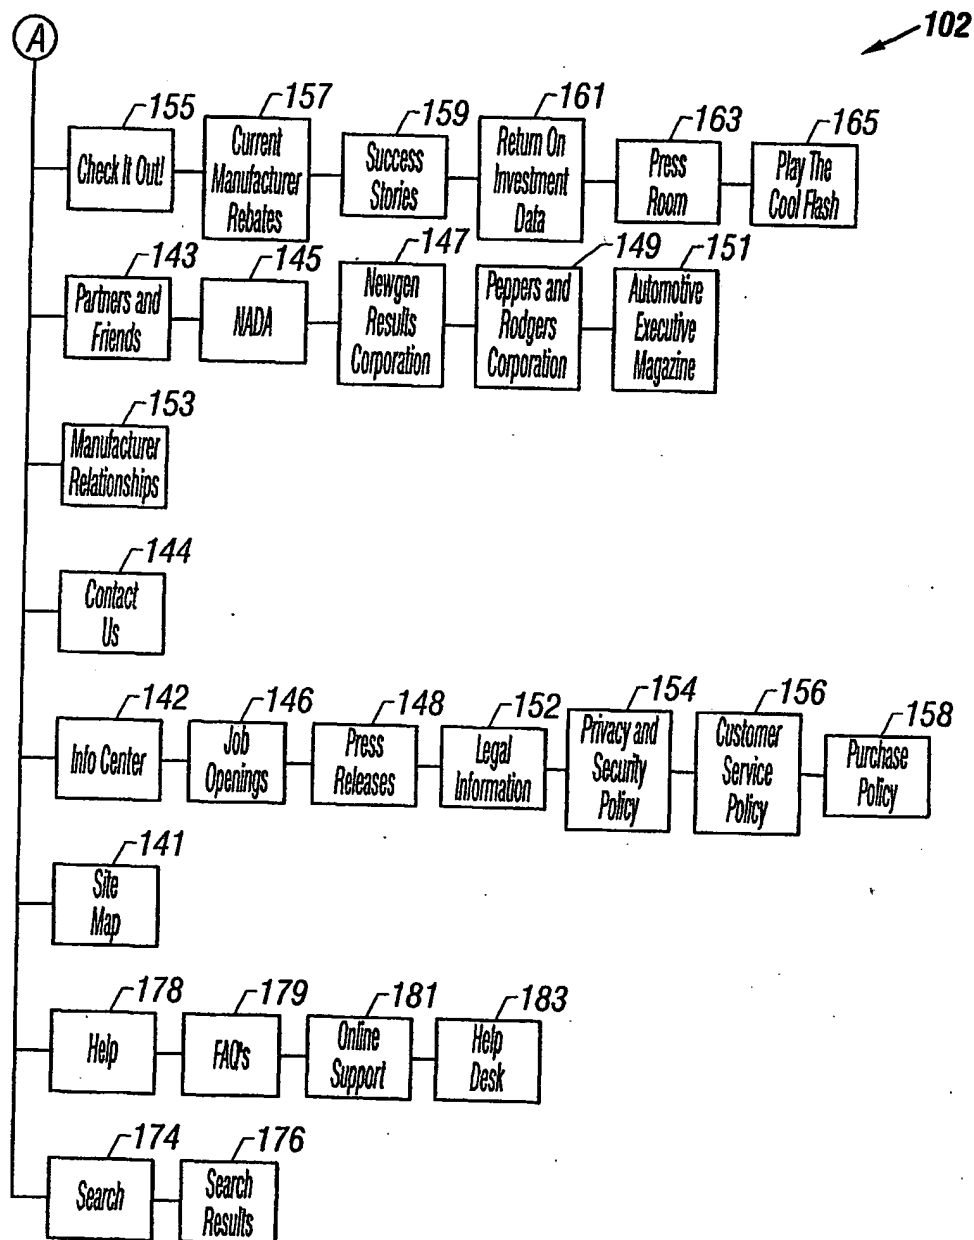 A
102
155
157
159
161
163
165
Check It Out!
Current
Manufacturer
Rebates
Success
Stories
Return On
Investment
Data
Press
Room
Play The
Cool Flash
143
145
147
149
151
Partners and
Friends
NADA
Newgen
Results
Corporation
Peppers and
Rodgers
Corporation
Automotive
Executive
Magazine
153
Manufacturer
Relationships
144
Contact
Us
142
146
148
152
154
156
158
Info Center
Job
Openings
Press
Releases
Legal
Information
Privacy and
Security
Policy
Customer
Service
Policy
Purchase
Policy
141
Site
Map
178
179
181
183
Help
FAQ's
Online
Support
Help
Desk
174
176
Search
Search
Results